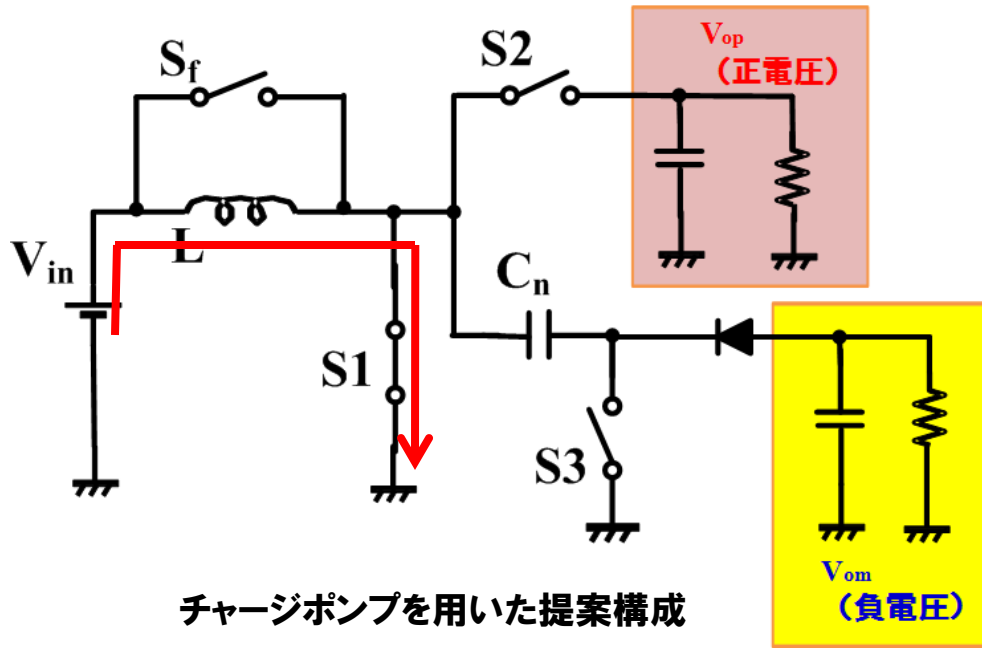 S2
Vop
(正電圧)
Sf
L
Vin
Cn
S1
S3
Vom
(負電圧)
チャージポンプを用いた提案構成